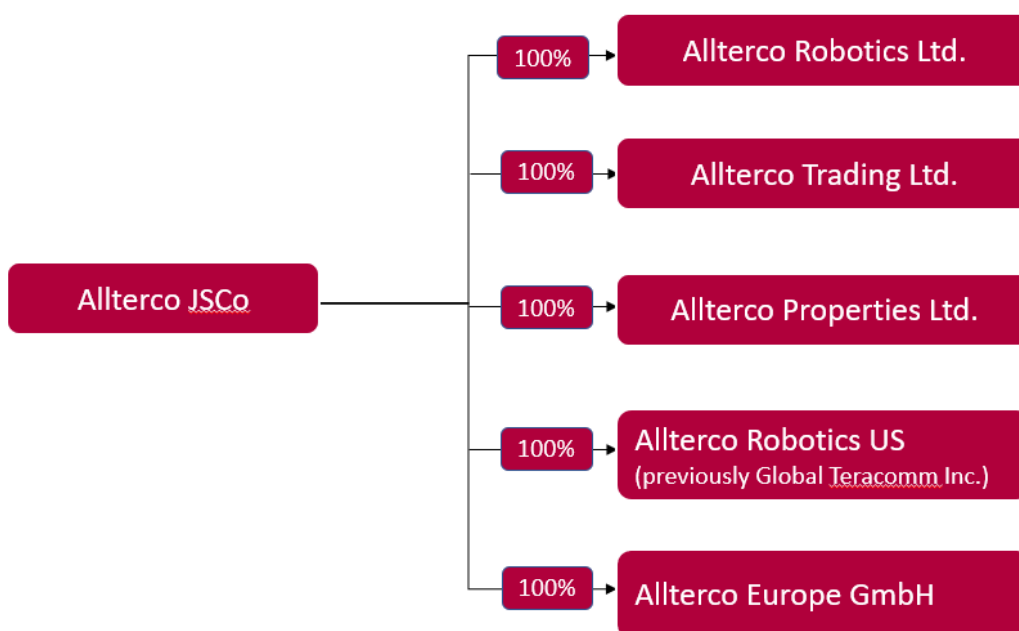 100%
Allterco Robotics Ltd.
100%
Allterco Trading Ltd.
Allterco JSCo
100%
Allterco Properties Ltd.
100%
Allterco Robotics US
(previously Global Teracomm Inc.)
100%
Allterco Europe GmbH